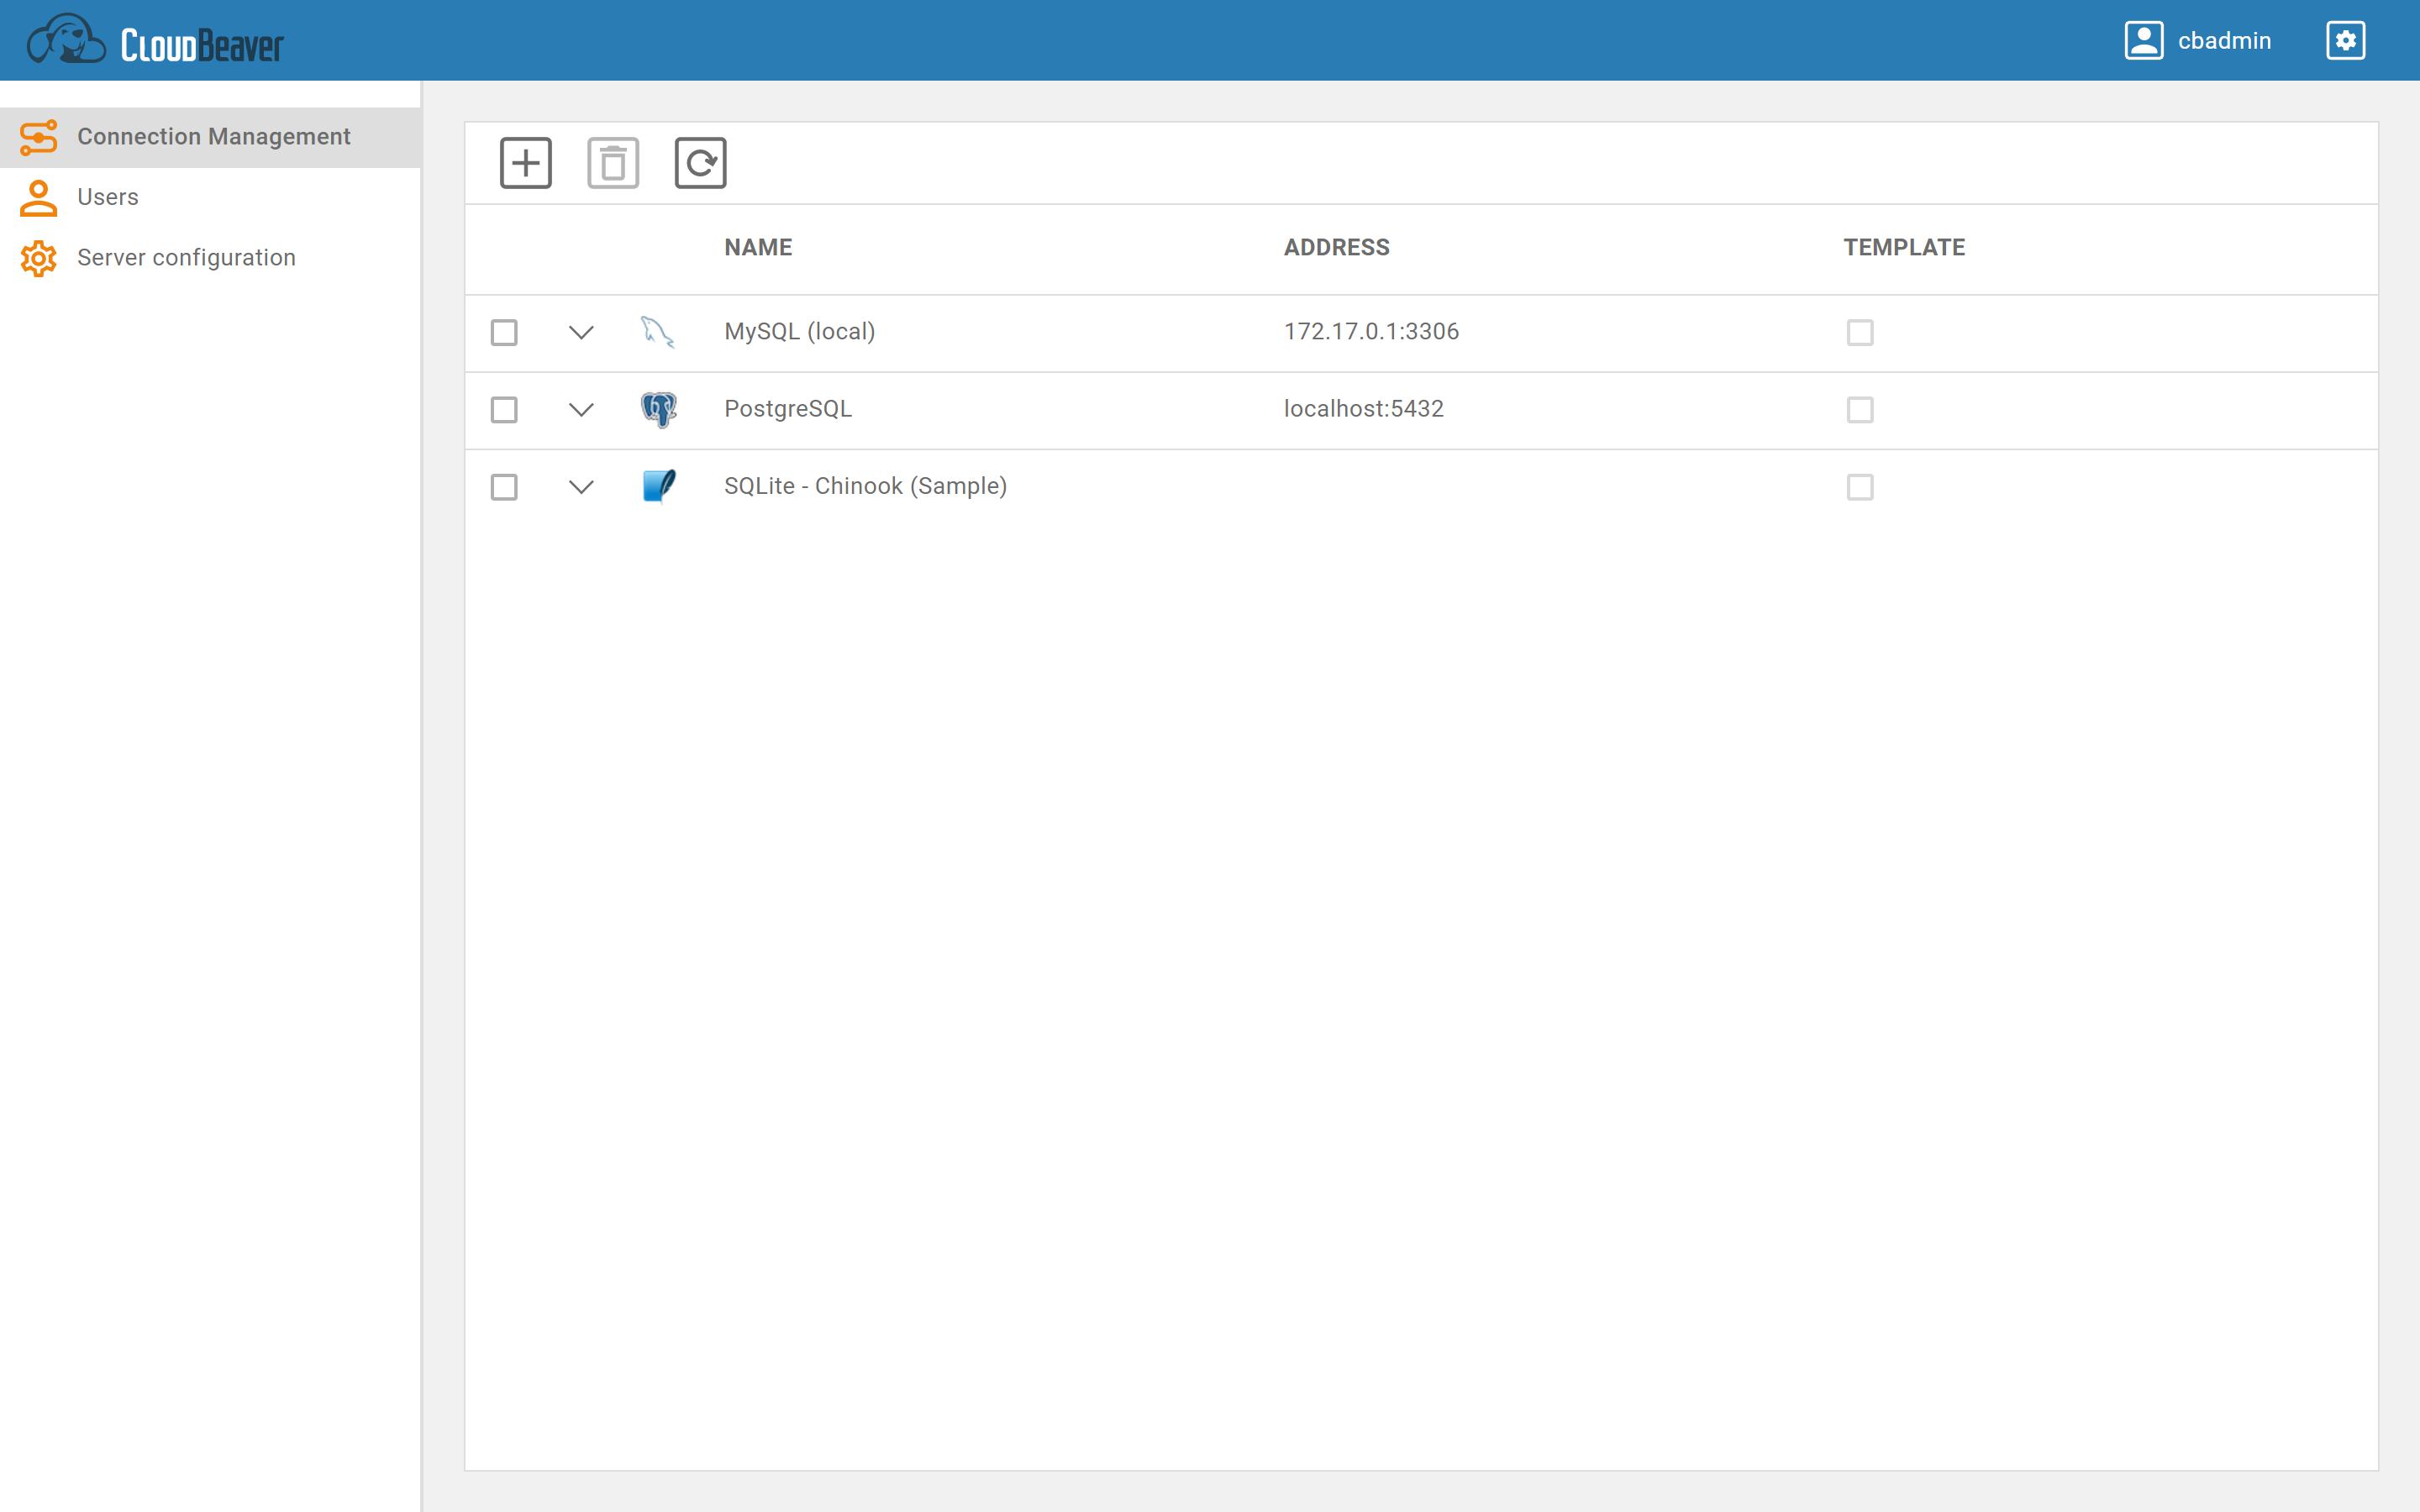 CloudBeaver
cbadmin
Connection Management
Users
Server configuration
NAME ADDRESS TEMPLATE
MySQL (local) 172.17.0.1:3306
PostgreSQL localhost:5432
SQLite - Chinook (Sample)